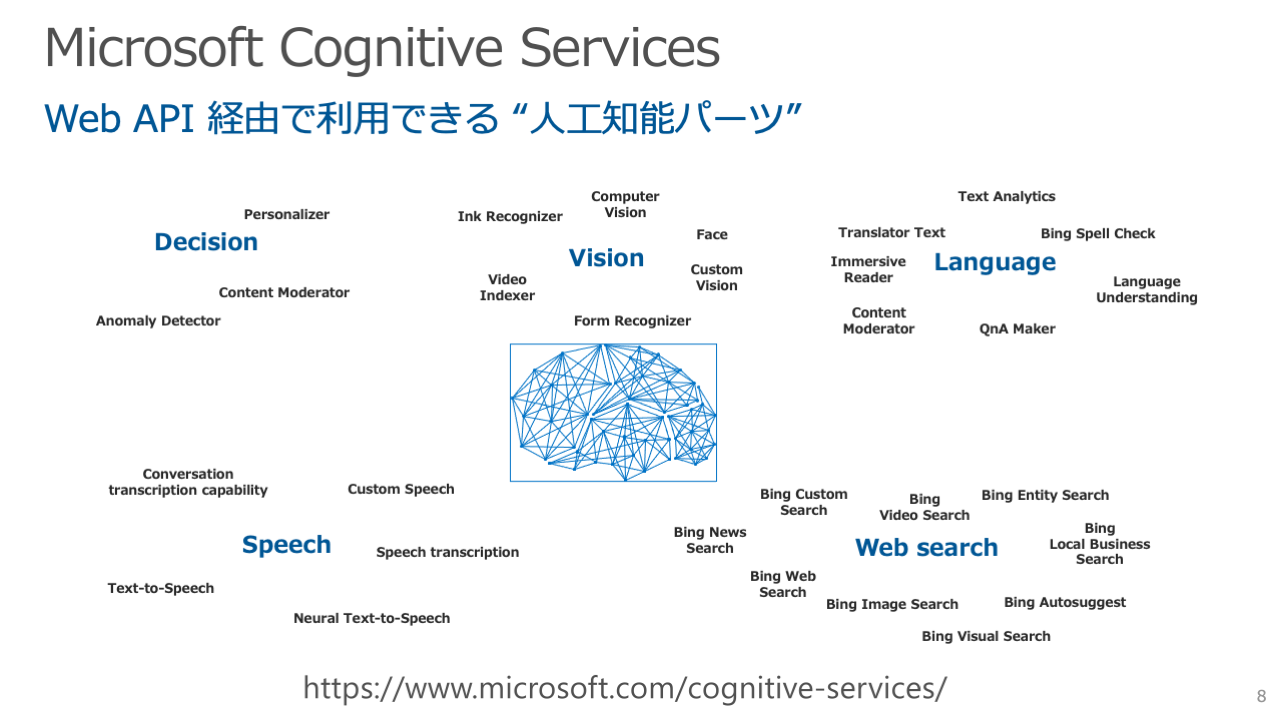 Microsoft Cognitive Services
Web API 経由で利用できる “人工知能パーツ”
Personalizer
Decision
Content Moderator
Anomaly Detector
Computer
Vision
Ink Recognizer
Face
Vision
Video
Indexer
Custom
Vision
Form Recognizer
Text Analytics
Translator Text
Bing Spell Check
Immersive
Reader
Language
Language
Understanding
Content
Moderator
QnA Maker
Conversation
transcription capability
Custom Speech
Speech
Speech transcription
Text-to-Speech
Neural Text-to-Speech
Bing Custom
Search
Bing
Video Search
Bing Entity Search
Bing News
Search
Web search
Bing
Local Business
Search
Bing Web
Search
Bing Image Search
Bing Autosuggest
Bing Visual Search
https://www.microsoft.com/cognitive-services/
8